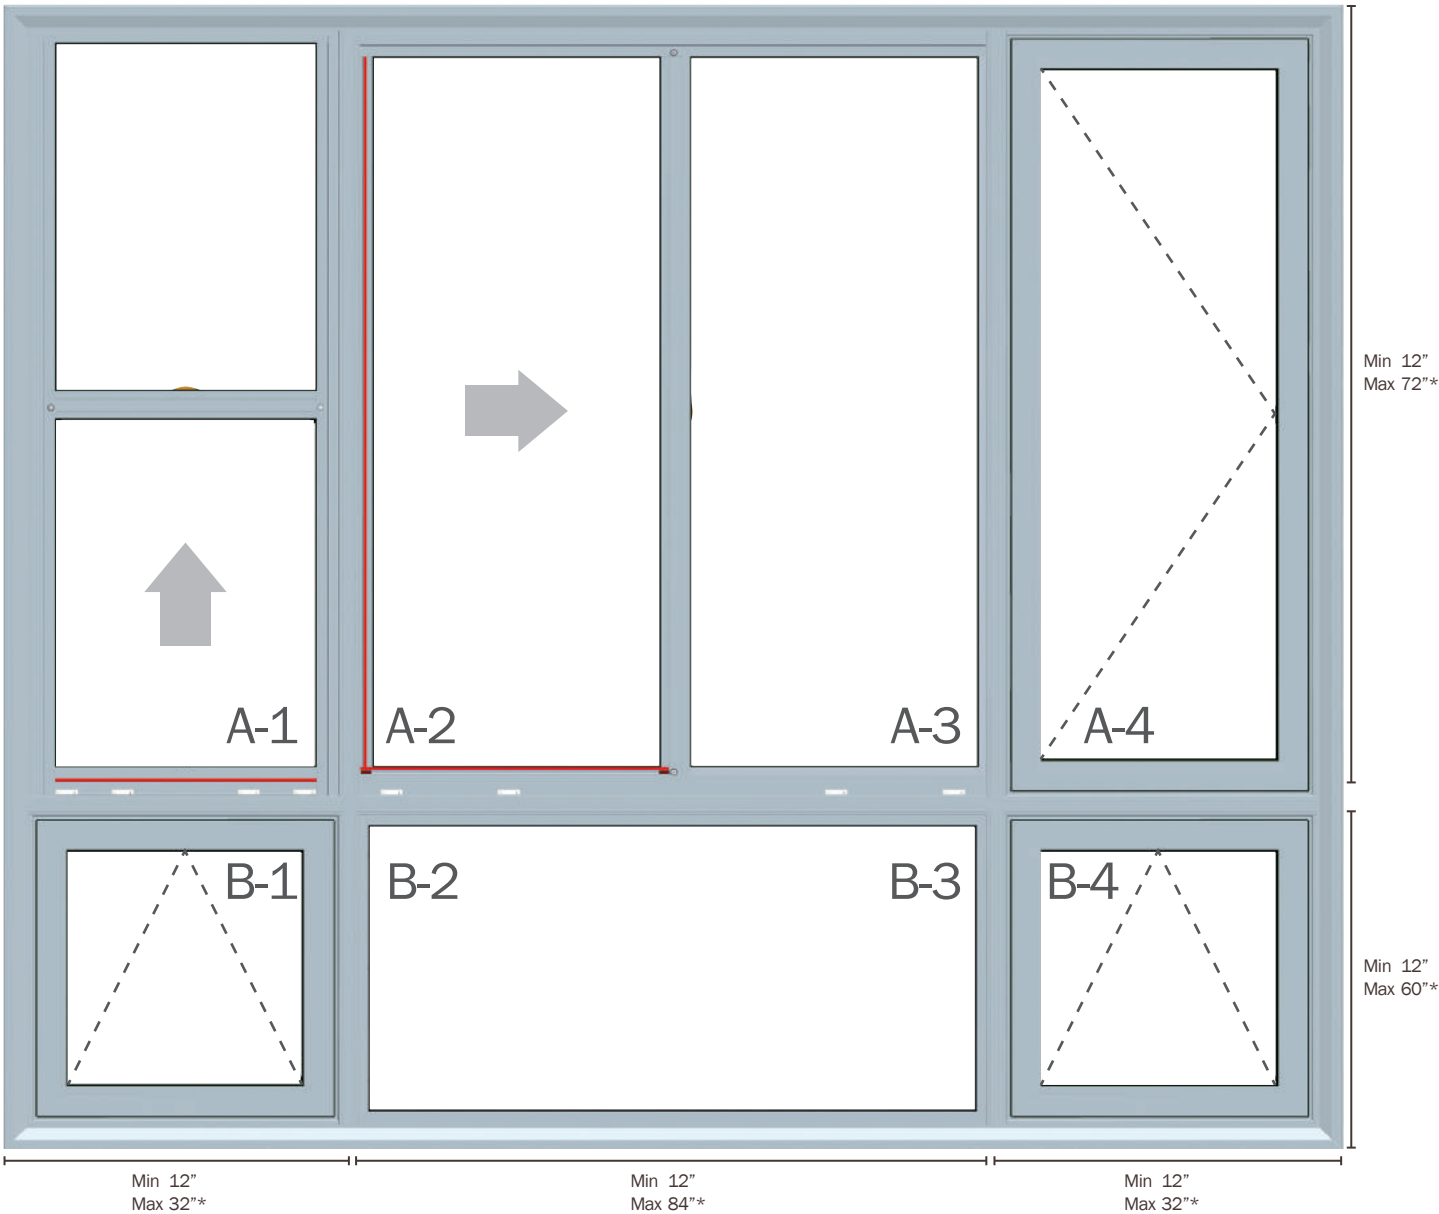 Min 12”
Max 72”*
A-1
A-2
A-3
A-4
B-1
B-2
B-3
B-4
Min 12”
Max 60”*
Min 12”
Max 32”*
Min 12”
Max 84”*
Min 12”
Max 32”*